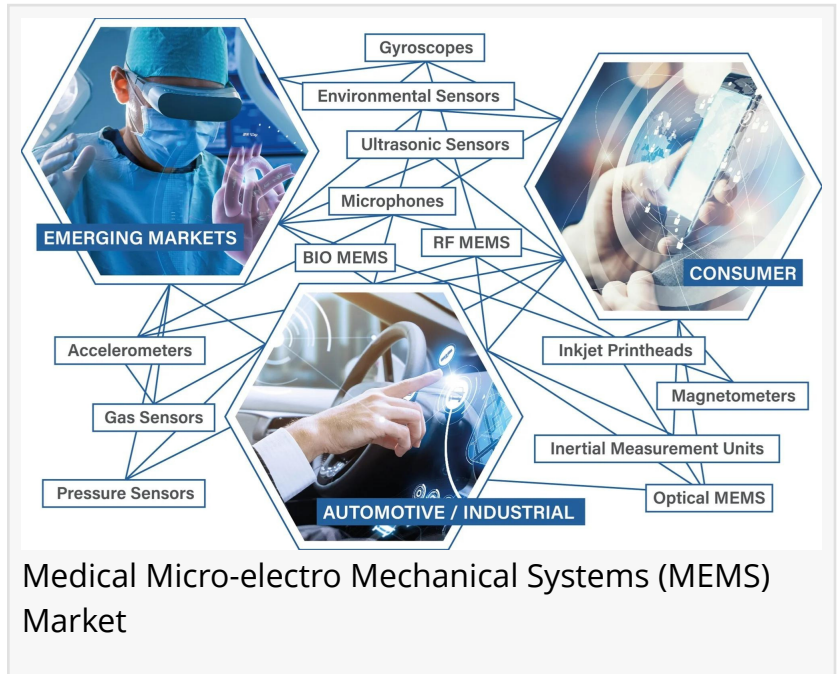 Gyroscopes
Environmental Sensors
Ultrasonic Sensors
Microphones
EMERGING MARKETS
RF MEMS
BIO MEMS
CONSUMER
Accelerometers
Inkjet Printheads
Magnetometers
Gas Sensors
Inertial Measurement Units
Pressure Sensors
Optical MEMS
AUTOMOTIVE / INDUSTRIAL
Medical Micro-electro Mechanical Systems (MEMS)
Market